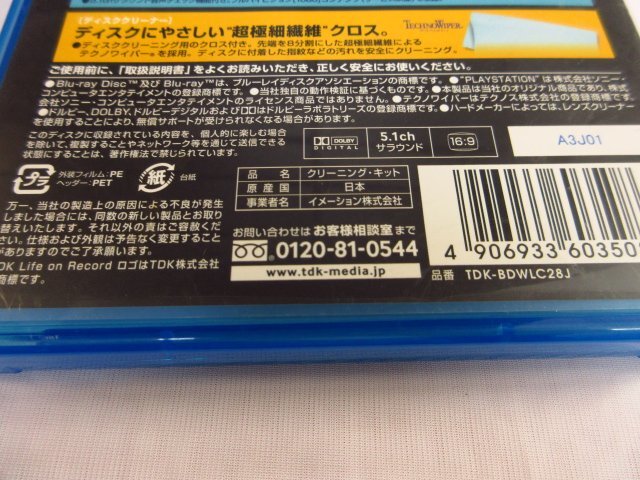 〈ディスククリーナー〉
ディスクにやさしい"超極細繊維"クロス。
TECHNOWIPER
●ディスククリーニング用のクロス付き。先端を8分割にした超極細繊維による
テクノワイパー®を採用。ディスクに付着した指紋などの汚れを安全にクリーニング。
ご使用前に、「取扱説明書」をよくお読みいただき、正しく安全にお使いください。
●Blu-ray Disc™ 及び Blu-ray™は、ブルーレイディスクアソシエーションの商標です。 ●"PLAYSTATION" は株式会社ソニー・
コンピュータエンタテインメントの登録商標です。 ●当社独自の動作検証に基づくものです。 ●本製品は当社のオリジナル商品であり、株式
会社ソニー・コンピュータエンタテイメントのライセンス商品ではありません。 ●テクノワイパーはテクノス株式会社の登録商標です。
●ドルビー、DOLBY、ドルビーデジタルおよびDDはドルビーラボラトリーズの登録商標です。 ●ハードメーカーによっては、レンズクリ
を使用することにより、無償サポートが受けられなくなる場合があります。
このディスクに収録されている内容を、個人的に楽しむ場合
を除いて、複製することやネットワーク等を通じて送信できる
状態にすることは、著作権法で禁じられています。
DOLBY DIGITAL
5.1ch サラウンド
16:9
A3J01
プラ
外装フィルム:PE
ヘッダー:PET
紙 台紙
品名 クリーニング・キット
原産国 日本
事業者名 イメーション株式会社
万一、当社の製造上の原因による不良が発生
しました場合には、同数の新しい製品とお取り
替えいたします。それ以外の責はご容赦くだ
い。仕様および外観は予告なく変更すること
がありますのでご了承願います。
DK Life on Record ロゴはTDK株式会
商標です。
お問い合わせは お客様相談室まで
0120-81-0544
www.tdk-media.jp
4 906933 60350
品番 TDK-BDWLC28J